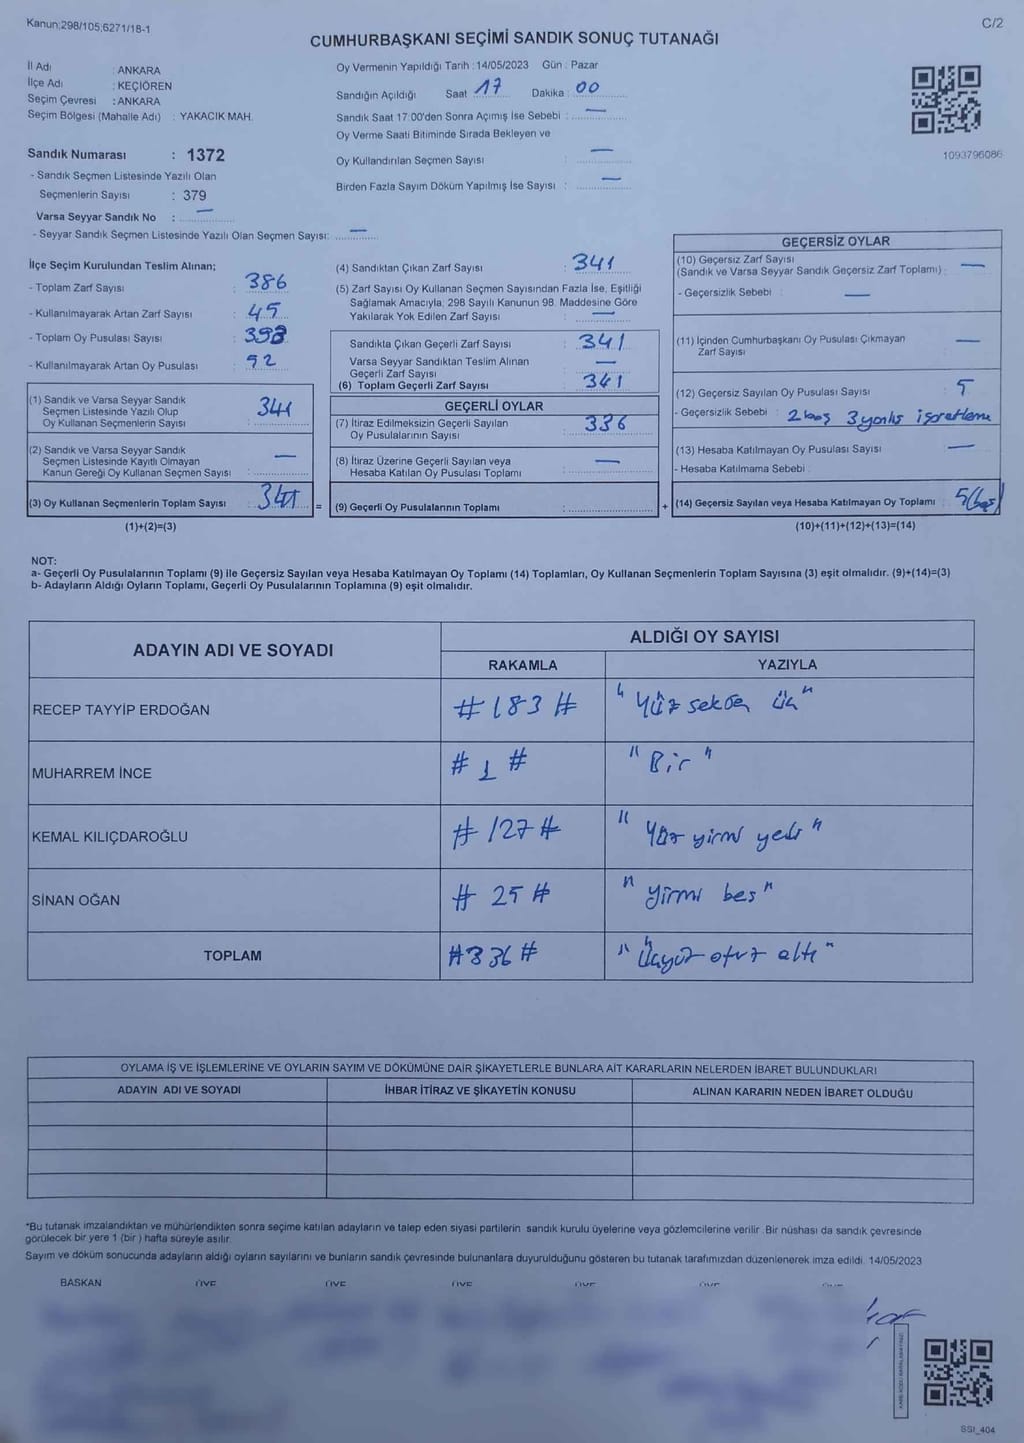 Kanun;298/105;6271/18-1
C/2
CUMHURBAŞKANI SEÇİMİ SANDIK SONUÇ TUTANAĞI
İl Adı : ANKARA
İlçe Adı : KEÇİÖREN
Seçim Çevresi : ANKARA
Seçim Bölgesi (Mahalle Adı) : YAKACIK MAH.
Sandık Numarası : 1372
- Sandık Seçmen Listesinde Yazılı Olan
Seçmenlerin Sayısı : 379
Varsa Seyyar Sandık No : —
- Seyyar Sandık Seçmen Listesinde Yazılı Olan Seçmen Sayısı: —
Oy Vermenin Yapıldığı Tarih : 14/05/2023 Gün : Pazar
Sandığın Açıldığı Saat 17 Dakika : 00
Sandık Saat 17:00'den Sonra Açımış İse Sebebi : —
Oy Verme Saati Bitiminde Sırada Bekleyen ve
Oy Kullandırılan Seçmen Sayısı : —
Birden Fazla Sayım Döküm Yapılmış İse Sayısı : —
1093796086
İlçe Seçim Kurulundan Teslim Alınan;
- Toplam Zarf Sayısı : 386
- Kullanılmayarak Artan Zarf Sayısı : 45
- Toplam Oy Pusulası Sayısı :
- Kullanılmayarak Artan Oy Pusulası :
(1) Sandık ve Varsa Seyyar Sandık
Seçmen Listesinde Yazılı Olup
Oy Kullanan Seçmenlerin Sayısı : 341
(2) Sandık ve Varsa Seyyar Sandık
Seçmen Listesinde Kayıtlı Olmayan
Kanun Gereği Oy Kullanan Seçmen Sayısı : —
(3) Oy Kullanan Seçmenlerin Toplam Sayısı : 341 =
(1)+(2)=(3)
(4) Sandıktan Çıkan Zarf Sayısı : 341
(5) Zarf Sayısı Oy Kullanan Seçmen Sayısından Fazla İse, Eşitliği
Sağlamak Amacıyla; 298 Sayılı Kanunun 98. Maddesine Göre
Yakılarak Yok Edilen Zarf Sayısı : —
Sandıkta Çıkan Geçerli Zarf Sayısı : 341
Varsa Seyyar Sandıktan Teslim Alınan
Geçerli Zarf Sayısı : —
(6) Toplam Geçerli Zarf Sayısı : 341
GEÇERLİ OYLAR
(7) İtiraz Edilmeksizin Geçerli Sayılan
Oy Pusulalarının Sayısı : 336
(8) İtiraz Üzerine Geçerli Sayılan veya
Hesaba Katılan Oy Pusulası Toplamı : —
(9) Geçerli Oy Pusulalarının Toplamı : +
GEÇERSİZ OYLAR
(10) Geçersiz Zarf Sayısı
(Sandık ve Varsa Seyyar Sandık Geçersiz Zarf Toplamı) : —
- Geçersizlik Sebebi : —
(11) İçinden Cumhurbaşkanı Oy Pusulası Çıkmayan
Zarf Sayısı : —
(12) Geçersiz Sayılan Oy Pusulası Sayısı : 5
- Geçersizlik Sebebi : 2 boş 3 yanlış işaretleme
(13) Hesaba Katılmayan Oy Pusulası Sayısı : —
- Hesaba Katılmama Sebebi :
(14) Geçersiz Sayılan veya Hesaba Katılmayan Oy Toplamı : 5(beş)
(10)+(11)+(12)+(13)=(14)
NOT:
a- Geçerli Oy Pusulalarının Toplamı (9) ile Geçersiz Sayılan veya Hesaba Katılmayan Oy Toplamı (14) Toplamları, Oy Kullanan Seçmenlerin Toplam Sayısına (3) eşit olmalıdır. (9)+(14)=(3)
b- Adayların Aldığı Oyların Toplamı, Geçerli Oy Pusulalarının Toplamına (9) eşit olmalıdır.
ADAYIN ADI VE SOYADI
ALDIĞI OY SAYISI
RAKAMLA YAZIYLA
RECEP TAYYİP ERDOĞAN #183# "Yüz seksen üç"
MUHARREM İNCE #1# "Bir"
KEMAL KILIÇDAROĞLU #127# "Yüz yirmi yedi"
SİNAN OĞAN #25# "yirmi beş"
TOPLAM #336# "Üçyüz otuz altı"
OYLAMA İŞ VE İŞLEMLERİNE VE OYLARIN SAYIM VE DÖKÜMÜNE DAİR ŞİKAYETLERLE BUNLARA AİT KARARLARIN NELERDEN İBARET BULUNDUKLARI
ADAYIN ADI VE SOYADI İHBAR İTİRAZ VE ŞİKAYETİN KONUSU ALINAN KARARIN NEDEN İBARET OLDUĞU
*Bu tutanak imzalandıktan ve mühürlendikten sonra seçime katılan adayların ve talep eden siyasi partilerin sandık kurulu üyelerine veya gözlemcilerine verilir. Bir nüshası da sandık çevresinde
görülecek bir yere 1 (bir) hafta süreyle asılır.
Sayım ve döküm sonucunda adayların aldığı oyların sayılarını ve bunların sandık çevresinde bulunanlara duyurulduğunu gösteren bu tutanak tarafımızdan düzenlenerek imza edildi. 14/05/2023
BAŞKAN ÜYE ÜYE ÜYE ÜYE ÜYE
SSI_404